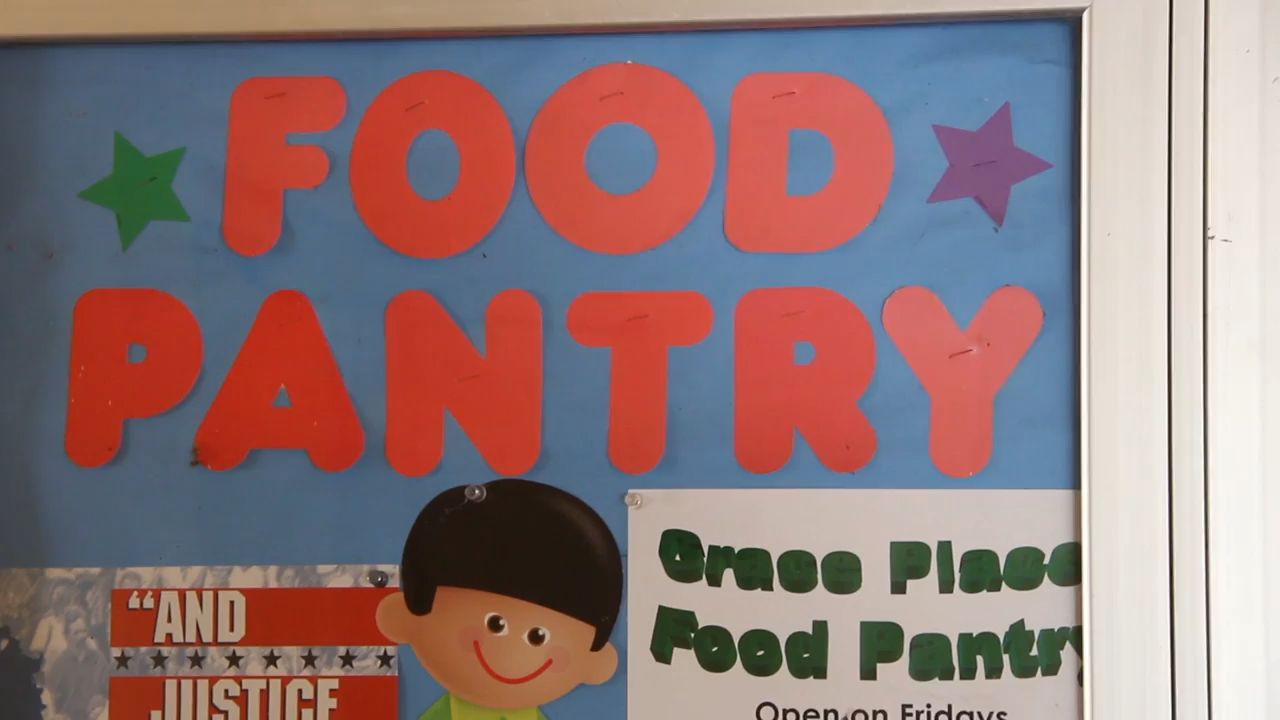 FOOD
PANTRY
“AND
JUSTICE
Grace Place
Food Pantry
Open on Fridays